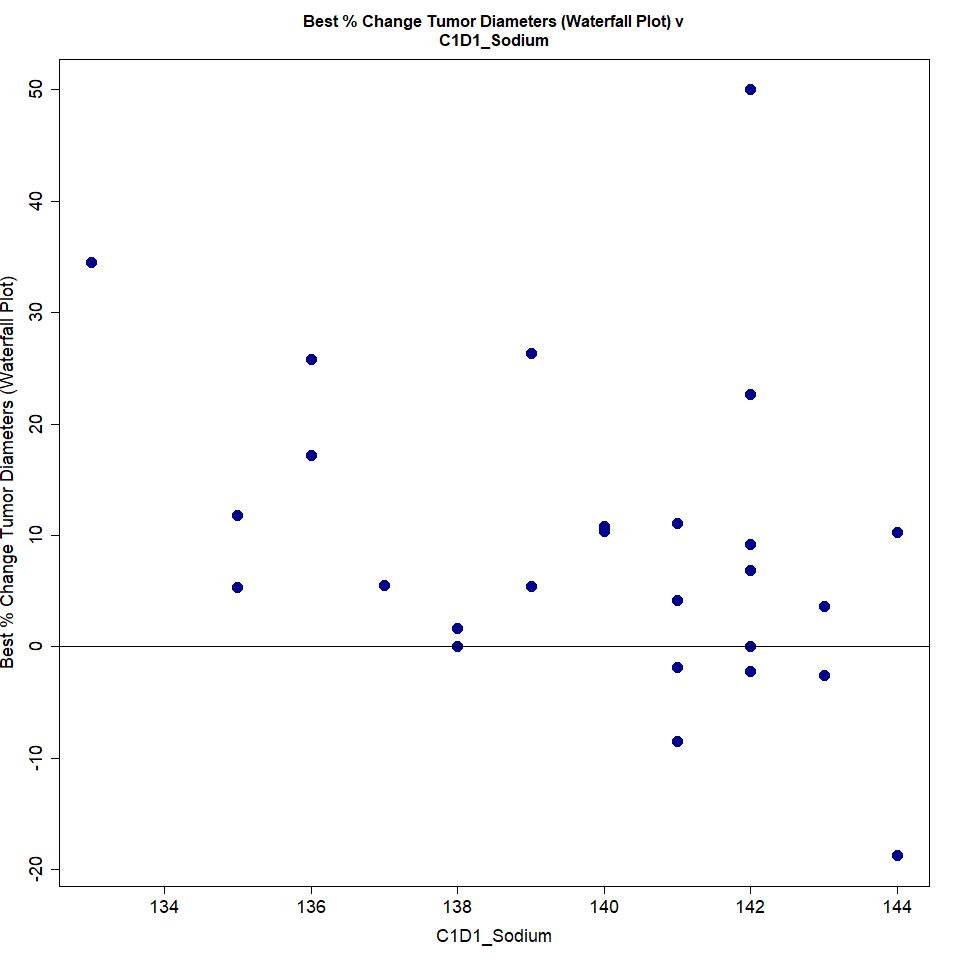 Best % Change Tumor Diameters (Waterfall Plot) v
C1D1_Sodium
Best % Change Tumor Diameters (Waterfall Plot)
50
40
30
20
10
0
-10
-20
134 136 138 140 142 144
C1D1_Sodium